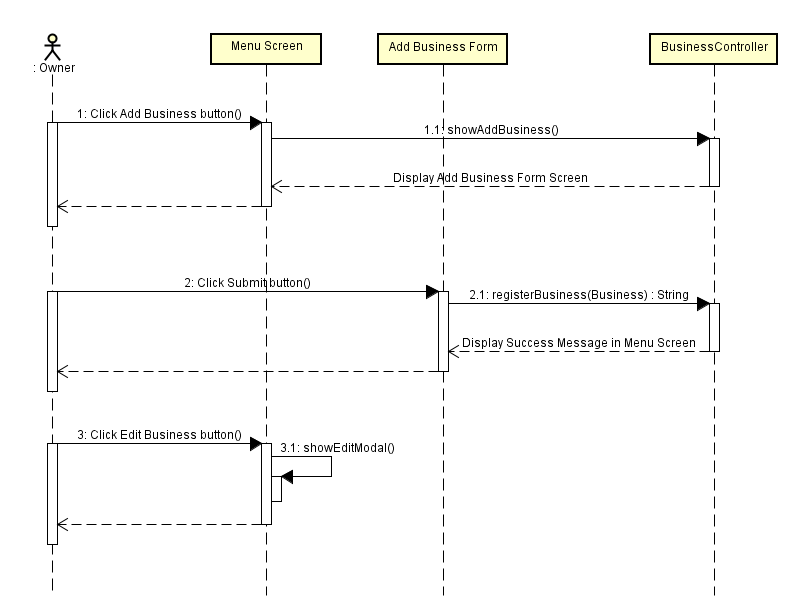 : Owner
Menu Screen
Add Business Form
BusinessController
1: Click Add Business button()
1.1: showAddBusiness()
Display Add Business Form Screen
2: Click Submit button()
2.1: registerBusiness(Business) : String
Display Success Message in Menu Screen
3: Click Edit Business button()
3.1: showEditModal()